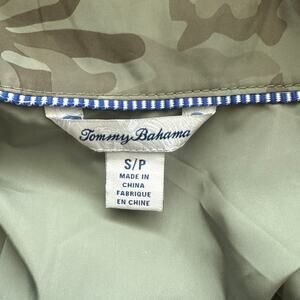 Tommy Bahama
S/P
MADE IN
CHINA
FABRIQUE
EN CHINE